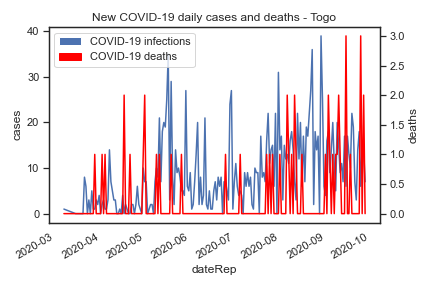 New COVID-19 daily cases and deaths - Togo
COVID-19 infections
COVID-19 deaths
40
30
20
10
0
cases
3.0
2.5
2.0
1.5
1.0
0.5
0.0
deaths
2020-03 2020-04 2020-05 2020-06 2020-07 2020-08 2020-09 2020-10
dateRep